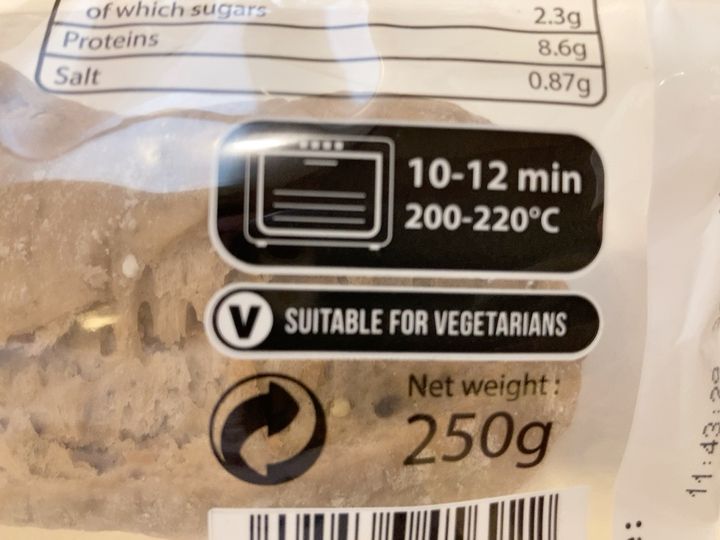 of which sugars 2.3g
Proteins 8.6g
Salt 0.87g
10-12 min
200-220°C
V SUITABLE FOR VEGETARIANS
Net weight:
250g